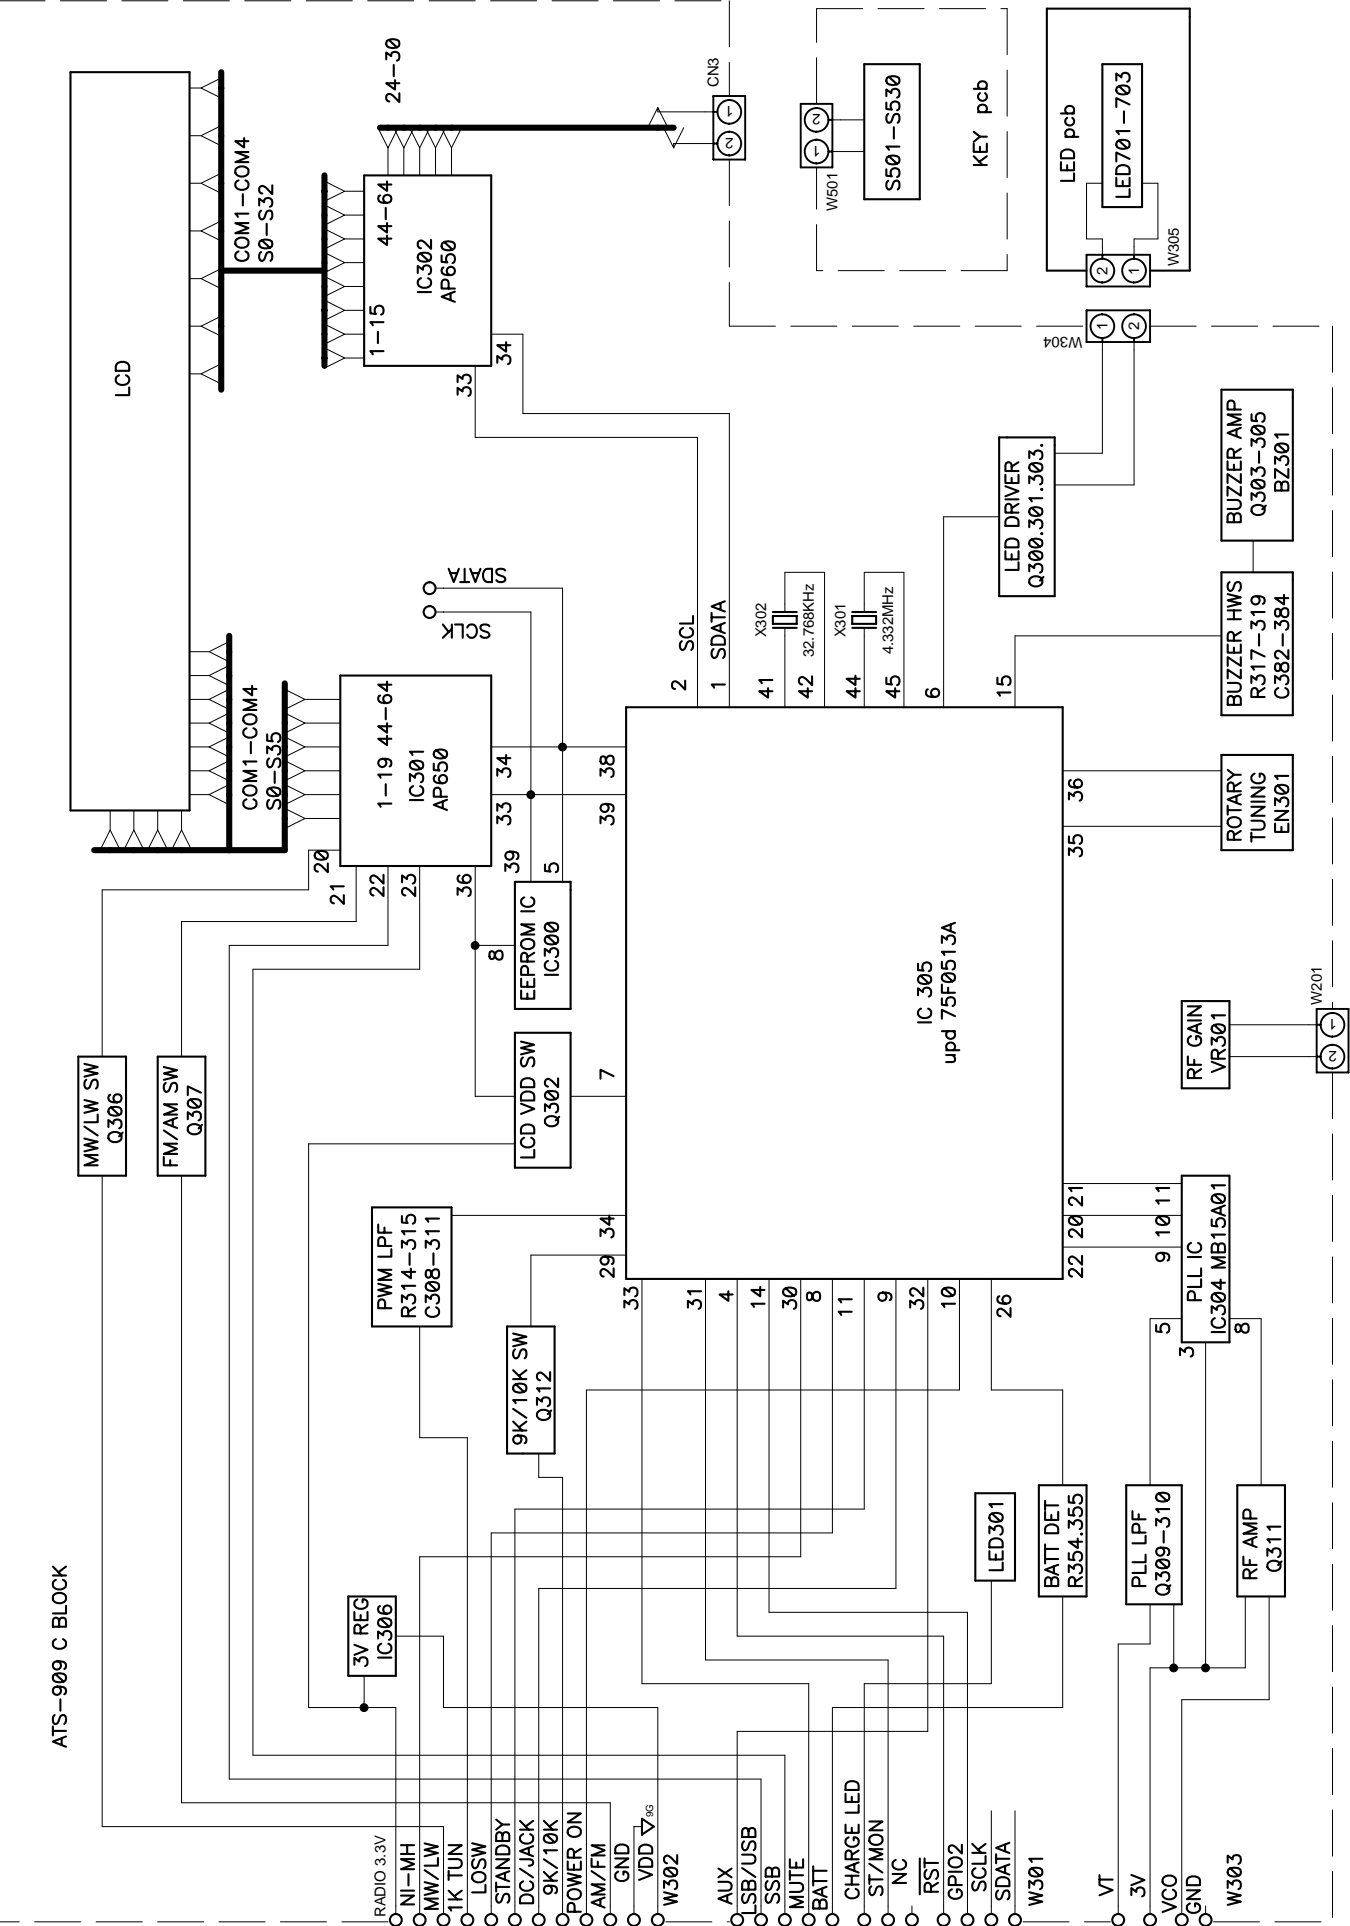 ATS-909 C BLOCK
LCD
COM1-COM4
S0-S32
24-30
1-15
44-64
IC302
AP650
33
34
CN3
1
2
W501
1
2
S501-S530
KEY pcb
LED pcb
LED701-703
W305
2
1
W304
1
2
COM1-COM4
S0-S35
1-19 44-64
IC301
AP650
20
21
22
23
36
33
34
SCLK
SDATA
39
5
8
EEPROM IC
IC300
LCD VDD SW
Q302
MW/LW SW
Q306
FM/AM SW
Q307
PWM LPF
R314-315
C308-311
9K/10K SW
Q312
3V REG
IC306
IC 305
upd 75F0513A
38
39
7
34
29
33
31
4
14
30
8
11
9
32
10
26
2
SCL
1
SDATA
41
42
44
45
6
15
X302
32.768KHz
X301
4.332MHz
36
35
21
20
22
LED DRIVER
Q300.301.303.
BUZZER AMP
Q303-305
BZ301
BUZZER HWS
R317-319
C382-384
ROTARY
TUNING
EN301
RF GAIN
VR301
W201
1
2
11
10
9
PLL IC
IC304 MB15A01
5
3
8
PLL LPF
Q309-310
RF AMP
Q311
BATT DET
R354.355
LED301
RADIO 3.3V
NI-MH
MW/LW
1K TUN
LOSW
STANDBY
DC/JACK
9K/10K
POWER ON
AM/FM
GND
VDD
9G
W302
AUX
LSB/USB
SSB
MUTE
BATT
CHARGE LED
ST/MON
NC
RST
GPIO2
SCLK
SDATA
W301
VT
3V
VCO
GND
W303